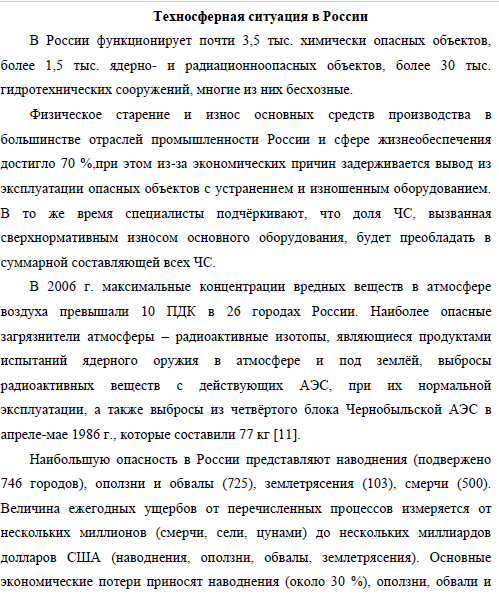 Техносферная ситуация в России
В России функционирует почти 3,5 тыс. химически опасных объектов,
более 1,5 тыс. ядерно- и радиационноопасных объектов, более 30 тыс.
гидротехнических сооружений, многие из них бесхозные.
Физическое старение и износ основных средств производства в
большинстве отраслей промышленности России и сфере жизнеобеспечения
достигло 70 %,при этом из-за экономических причин задерживается вывод из
эксплуатации опасных объектов с устранением и изношенным оборудованием.
В то же время специалисты подчёркивают, что доля ЧС, вызванная
сверхнормативным износом основного оборудования, будет преобладать в
суммарной составляющей всех ЧС.
В 2006 г. максимальные концентрации вредных веществ в атмосфере
воздуха превышали 10 ПДК в 26 городах России. Наиболее опасные
загрязнители атмосферы – радиоактивные изотопы, являющиеся продуктами
испытаний ядерного оружия в атмосфере и под землёй, выбросы
радиоактивных веществ с действующих АЭС, при их нормальной
эксплуатации, а также выбросы из четвёртого блока Чернобыльской АЭС в
апреле-мае 1986 г., которые составили 77 кг [11].
Наибольшую опасность в России представляют наводнения (подвержено
746 городов), оползни и обвалы (725), землетрясения (103), смерчи (500).
Величина ежегодных ущербов от перечисленных процессов измеряется от
нескольких миллионов (смерчи, сели, цунами) до нескольких миллиардов
долларов США (наводнения, оползни, обвалы, землетрясения). Основные
экономические потери приносят наводнения (около 30 %), оползни, обвали и